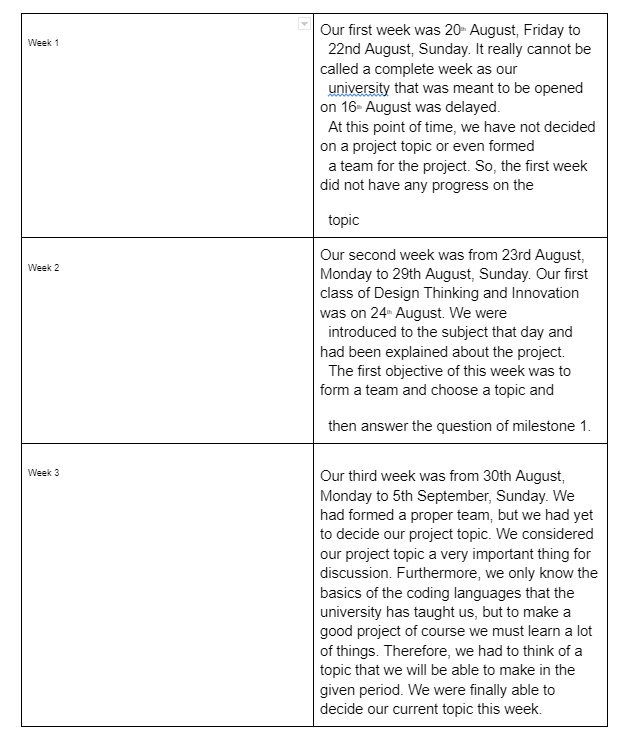 Week 1
Our first week was 20th August, Friday to
22nd August, Sunday. It really cannot be
called a complete week as our
university that was meant to be opened
on 16th August was delayed.
At this point of time, we have not decided
on a project topic or even formed
a team for the project. So, the first week
did not have any progress on the
topic
Week 2
Our second week was from 23rd August,
Monday to 29th August, Sunday. Our first
class of Design Thinking and Innovation
was on 24th August. We were
introduced to the subject that day and
had been explained about the project.
The first objective of this week was to
form a team and choose a topic and
then answer the question of milestone 1.
Week 3
Our third week was from 30th August,
Monday to 5th September, Sunday. We
had formed a proper team, but we had yet
to decide our project topic. We considered
our project topic a very important thing for
discussion. Furthermore, we only know the
basics of the coding languages that the
university has taught us, but to make a
good project of course we must learn a lot
of things. Therefore, we had to think of a
topic that we will be able to make in the
given period. We were finally able to
decide our current topic this week.